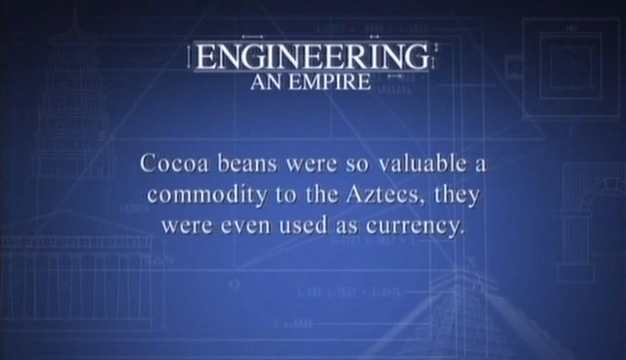 ENGINEERING
AN EMPIRE
Cocoa beans were so valuable a
commodity to the Aztecs, they
were even used as currency.